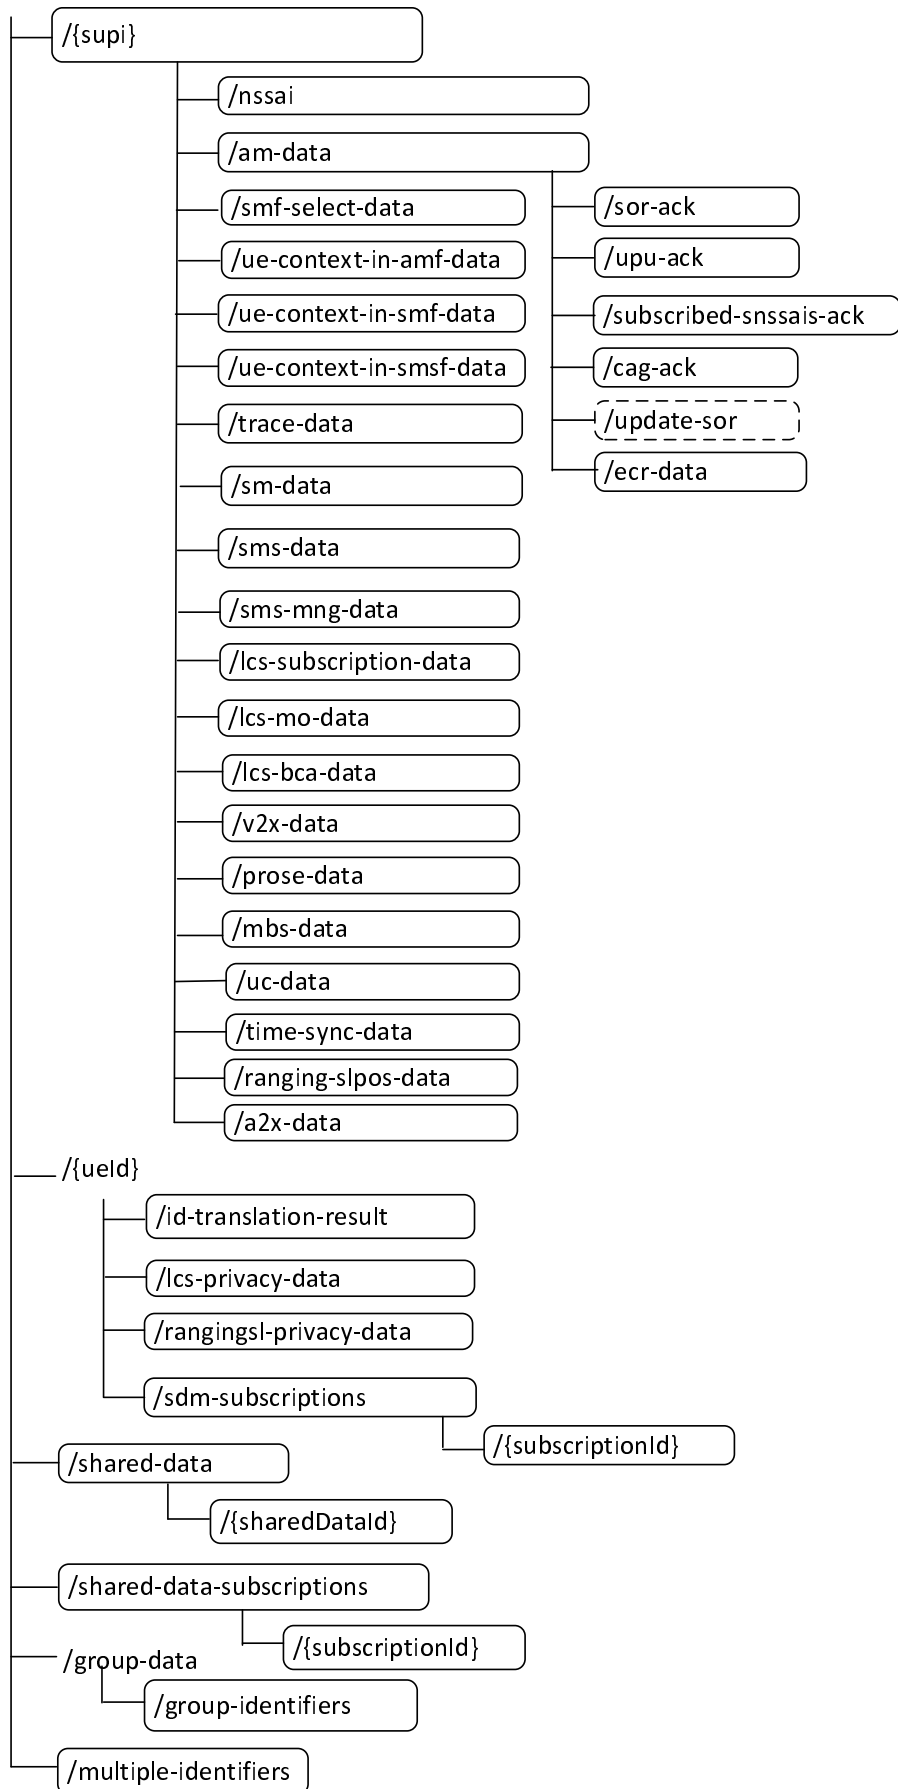 /{supi}
/nssai
/am-data
/sor-ack
/upu-ack
/subscribed-snssais-ack
/cag-ack
/update-sor
/ecr-data
/smf-select-data
/ue-context-in-amf-data
/ue-context-in-smf-data
/ue-context-in-smsf-data
/trace-data
/sm-data
/sms-data
/sms-mng-data
/lcs-subscription-data
/lcs-mo-data
/lcs-bca-data
/v2x-data
/prose-data
/mbs-data
/uc-data
/time-sync-data
/ranging-slpos-data
/a2x-data
/{ueId}
/id-translation-result
/lcs-privacy-data
/rangingsl-privacy-data
/sdm-subscriptions
/{subscriptionId}
/shared-data
/{sharedDataId}
/shared-data-subscriptions
/{subscriptionId}
/group-data
/group-identifiers
/multiple-identifiers